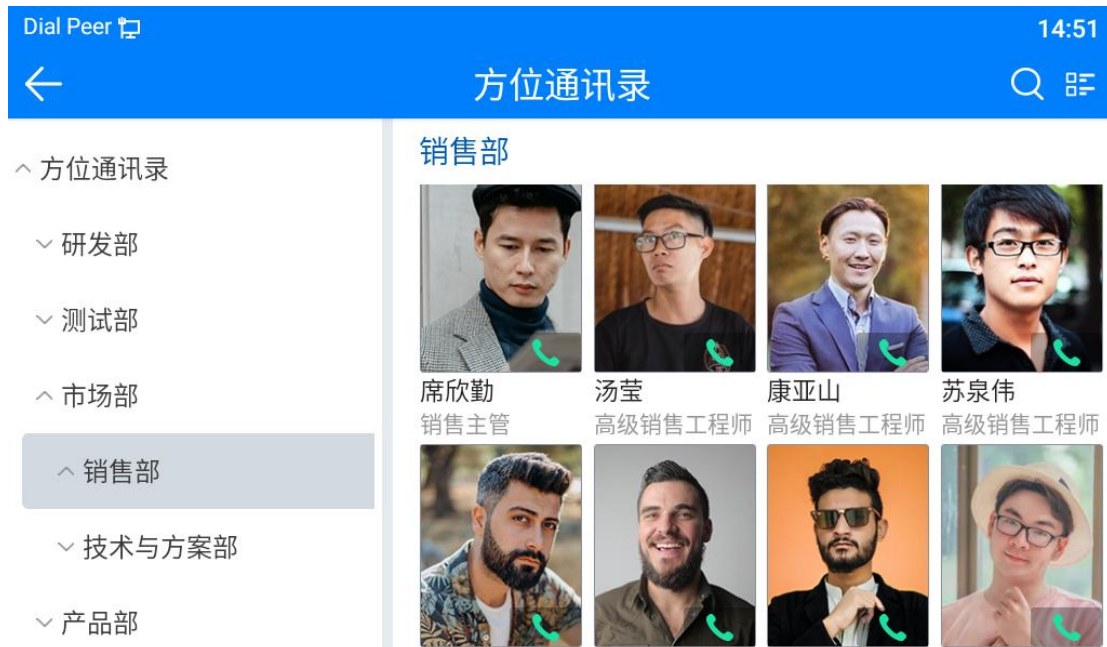 Dial Peer
14:51
方位通讯录
方位通讯录
研发部
测试部
市场部
销售部
技术与方案部
产品部
销售部
席欣勤
汤莹
康亚山
苏泉伟
销售主管
高级销售工程师
高级销售工程师
高级销售工程师